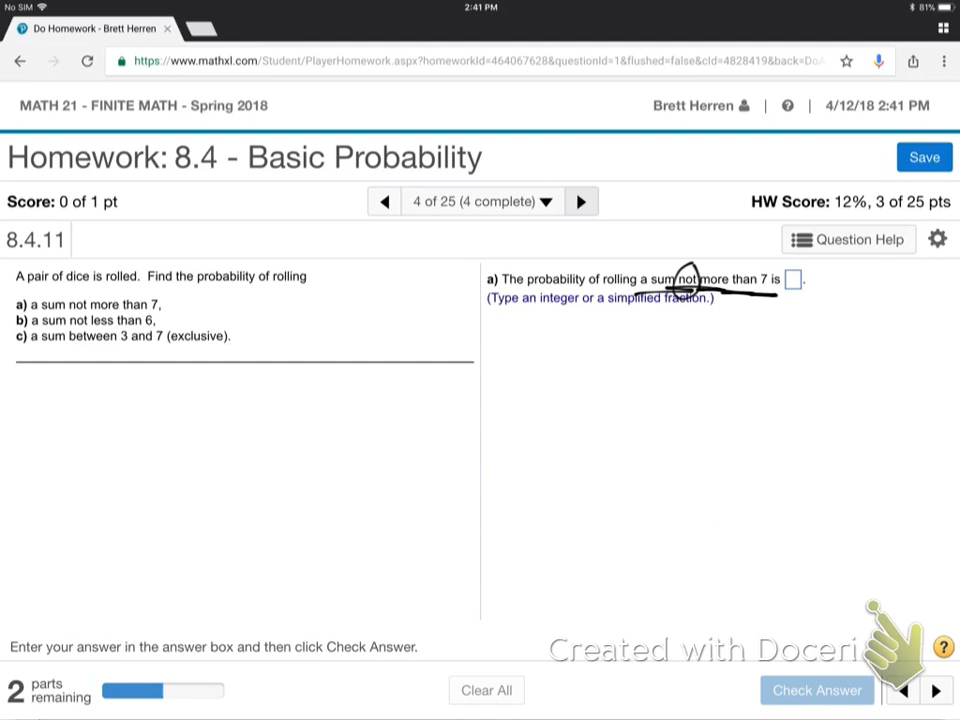 No SIM 2:41 PM 81%
Do Homework - Brett Herren ×
https://www.mathxl.com/Student/PlayerHomework.aspx?homeworkId=464067628&questionId=1&flushed=false&cId=4828419&back=Do
MATH 21 - FINITE MATH - Spring 2018 Brett Herren | ? | 4/12/18 2:41 PM
Homework: 8.4 - Basic Probability Save
Score: 0 of 1 pt 4 of 25 (4 complete) HW Score: 12%, 3 of 25 pts
8.4.11 Question Help
A pair of dice is rolled. Find the probability of rolling
a) a sum not more than 7,
b) a sum not less than 6,
c) a sum between 3 and 7 (exclusive).
a) The probability of rolling a sum not more than 7 is .
(Type an integer or a simplified fraction.)
Enter your answer in the answer box and then click Check Answer.
Created with Doceri
?
2 parts remaining Clear All Check Answer